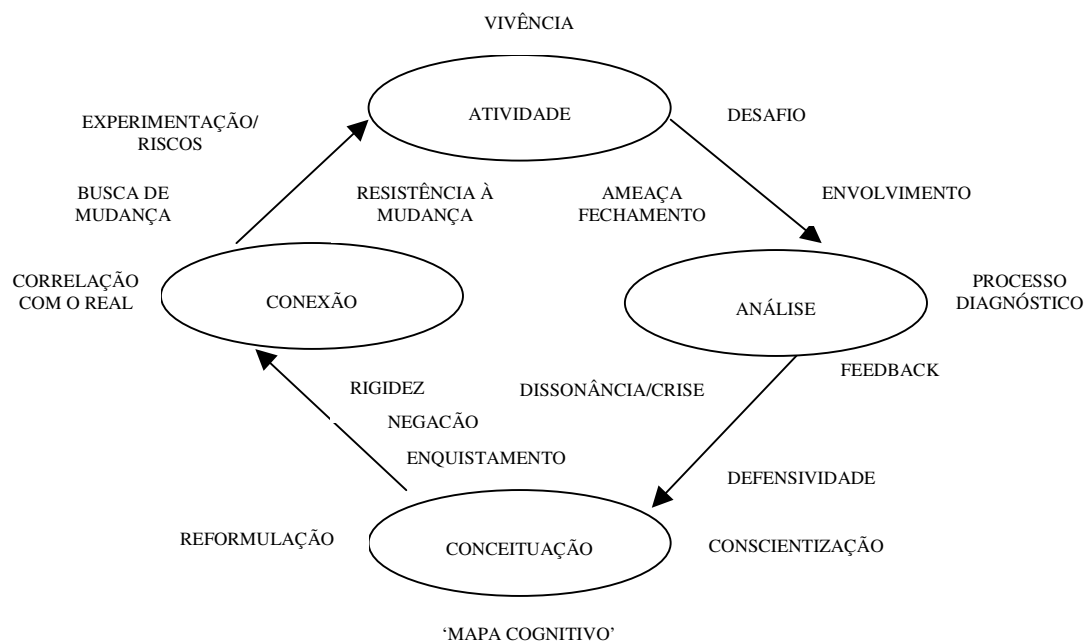 VIVÊNCIA
ATIVIDADE
DESAFIO
EXPERIMENTAÇÃO/
RISCOS
BUSCA DE
MUDANÇA
RESISTÊNCIA À
MUDANÇA
AMEAÇA
FECHAMENTO
ENVOLVIMENTO
CORRELAÇÃO
COM O REAL
CONEXÃO
ANÁLISE
PROCESSO
DIAGNÓSTICO
FEEDBACK
RIGIDEZ
DISSONÂNCIA/CRISE
NEGACÃO
ENQUISTAMENTO
DEFENSIVIDADE
REFORMULAÇÃO
CONCEITUAÇÃO
CONSCIENTIZAÇÃO
‘MAPA COGNITIVO’